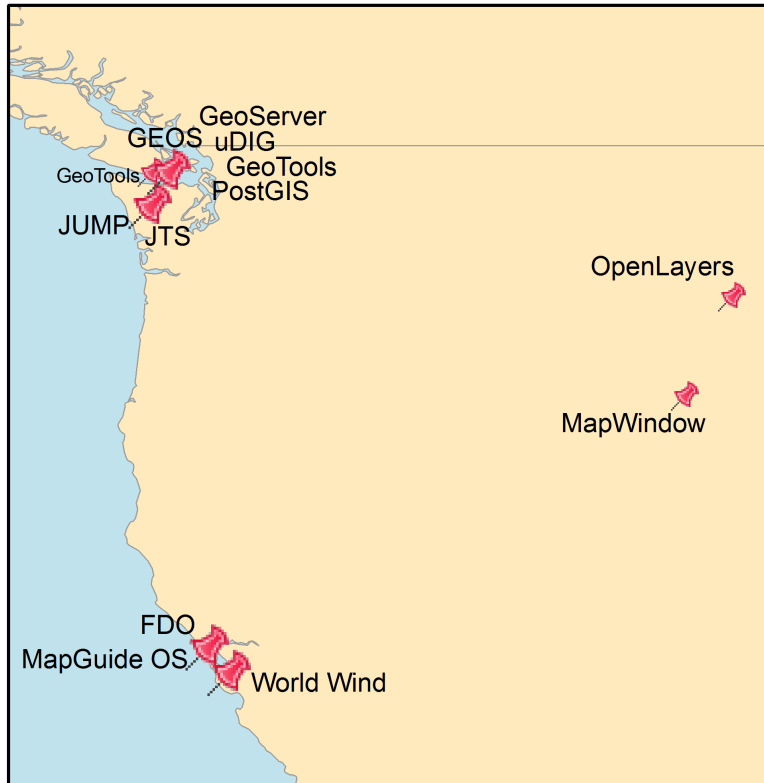 GeoServer
GEOS
uDIG
GeoTools
GeoTools
PostGIS
JUMP
JTS
OpenLayers
MapWindow
FDO
MapGuide OS
World Wind